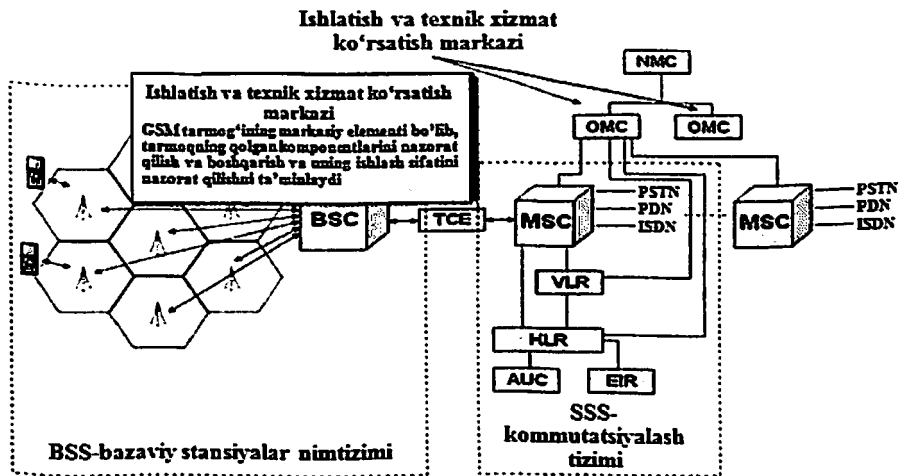 Ishlatish va texnik xizmat
ko‘rsatish markazi
NMC
OMC
OMC
Ishlatish va texnik xizmat ko‘rsatish
markazi
GSM tarmog‘ining markaziy elementi bo‘lib,
tarmoqning qolgan komponentlarini nazorat
qilish va boshqarish va uning ishlash sifatini
nazorat qilishni ta’minlaydi
BSC
TCE
MSC
PSTN
PDN
ISDN
MSC
PSTN
PDN
ISDN
VLR
HLR
AUC
EIR
BSS-bazaviy stansiyalar nimtizimi
SSS-
kommutatsiyalash
tizimi